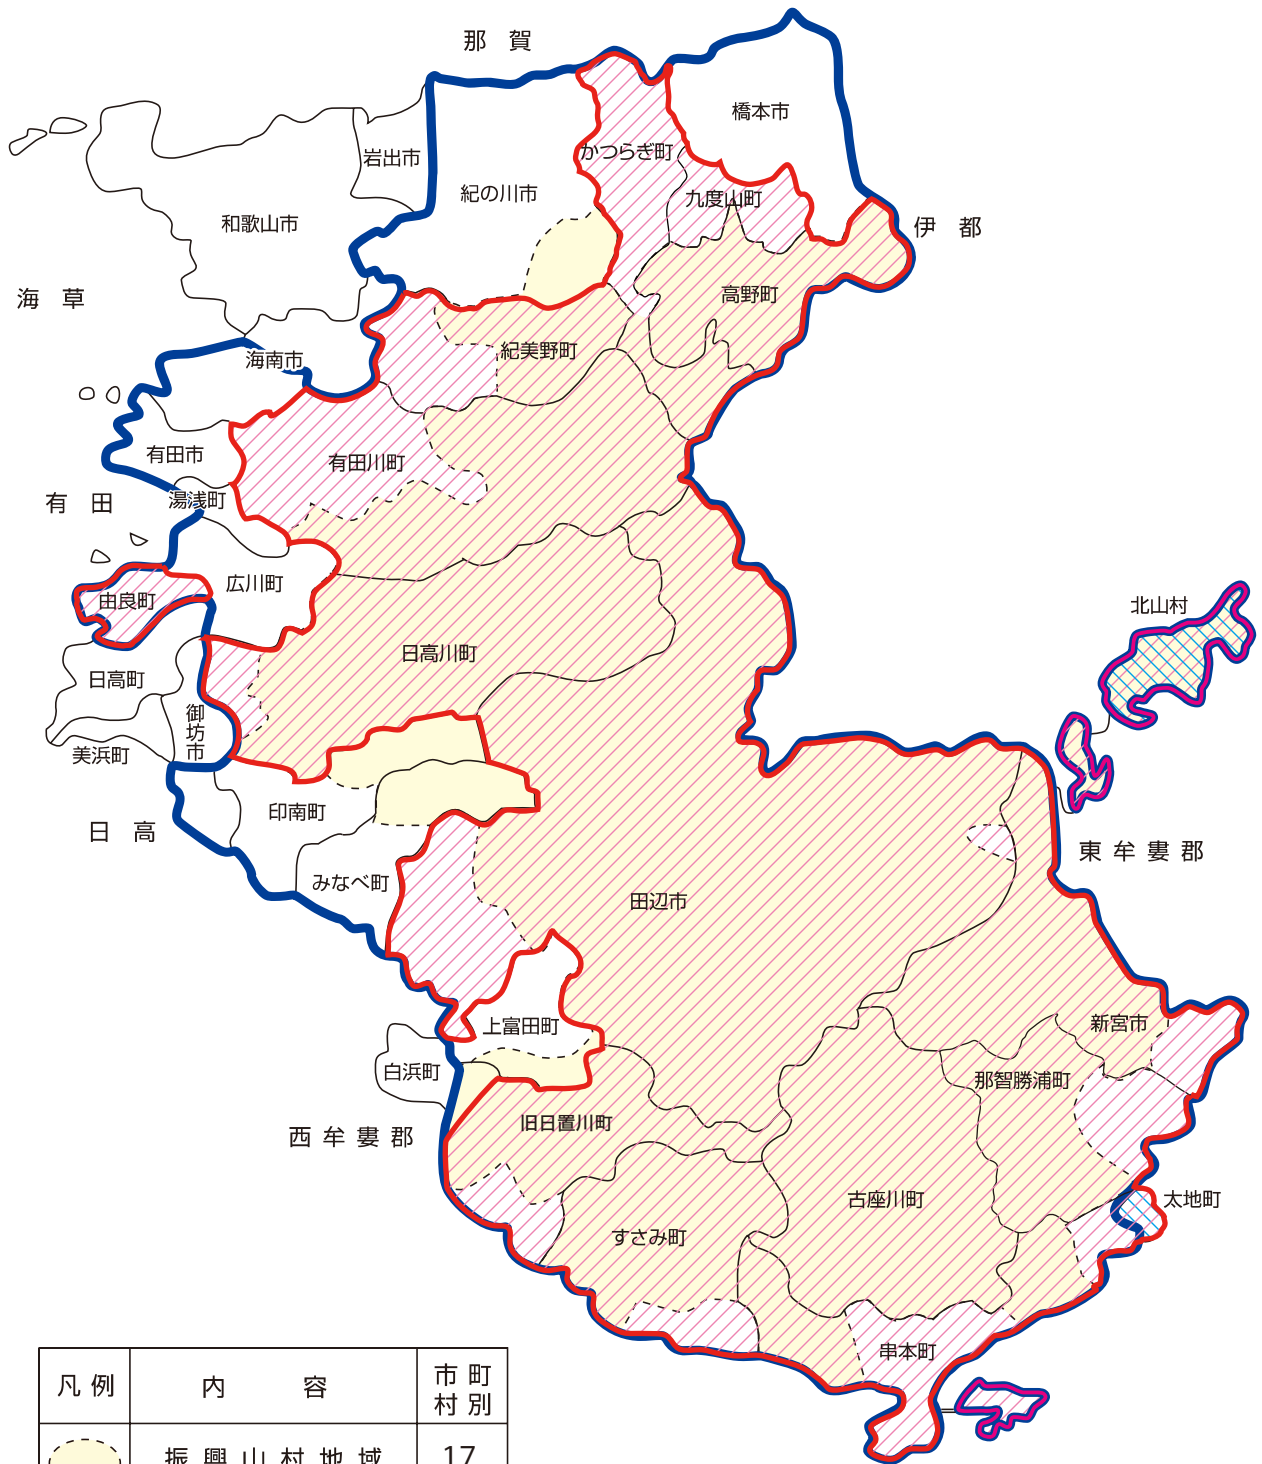 那 賀
橋本市
かつらぎ町
岩出市
紀の川市
九度山町
和歌山市
伊 都
高野町
海 草
紀美野町
海南市
有田市
有田川町
湯浅町
有 田
広川町
由良町
北山村
日高川町
日高町
御坊市
美浜町
印南町
日 高
東牟婁郡
みなべ町
田辺市
新宮市
上富田町
白浜町
那智勝浦町
旧日置川町
西牟婁郡
古座川町
太地町
すさみ町
串本町
凡例 内 容 市町村別
振興山村地域 17